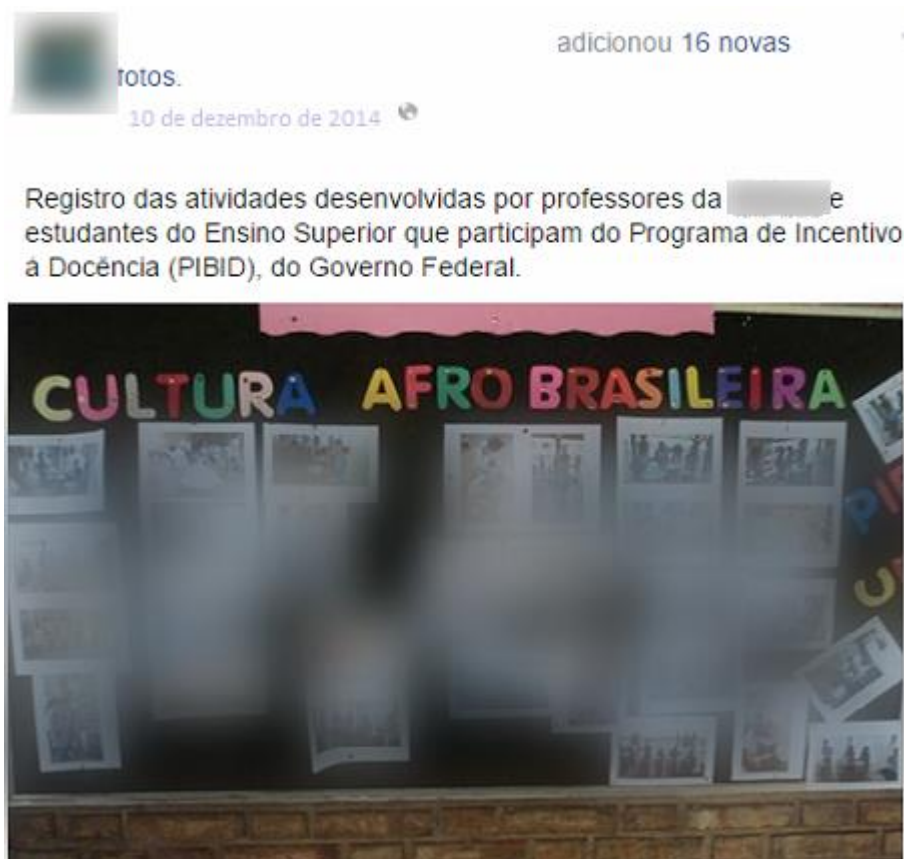 adicionou 16 novas
fotos.
10 de dezembro de 2014
Registro das atividades desenvolvidas por professores da e
estudantes do Ensino Superior que participam do Programa de Incentivo
á Docência (PIBID), do Governo Federal.
CULTURA AFRO BRASILEIRA